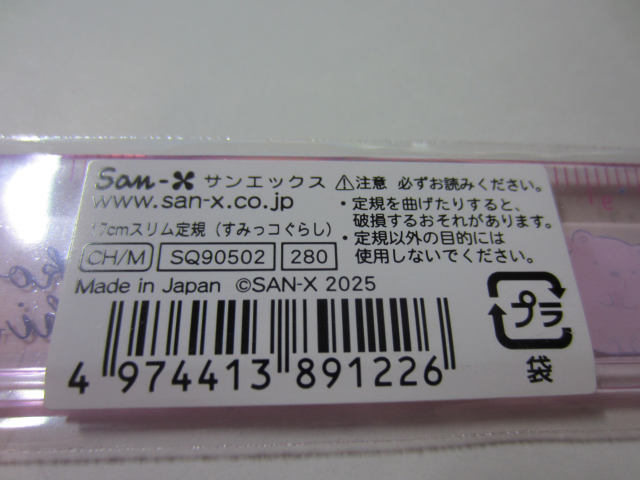 San-X サンエックス
www.san-x.co.jp
17cmスリム定規（すみっコぐらし）
CH/M SQ90502 280
Made in Japan ©SAN-X 2025
4 974413 891226
⚠注意 必ずお読みください。
・定規を曲げたりすると、
破損するおそれがあります。
・定規以外の目的には
使用しないでください。
プラ
袋